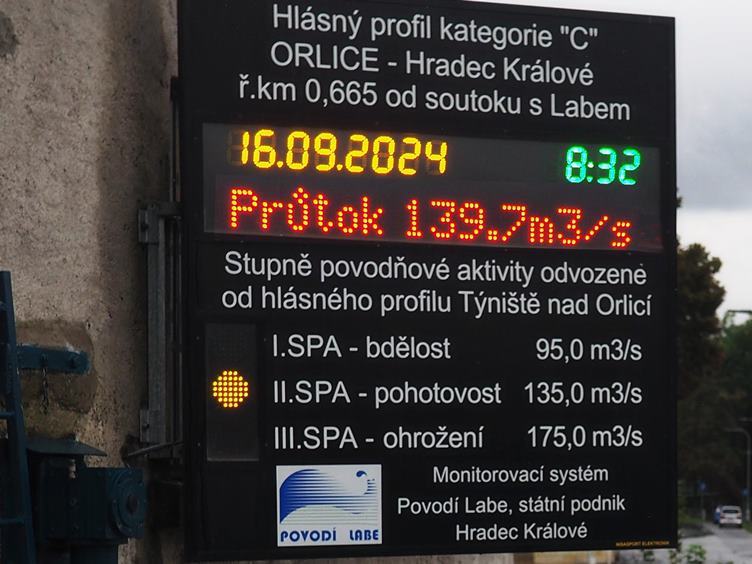 Hlásný profil kategorie "C"
ORLICE - Hradec Králové
ř.km 0,665 od soutoku s Labem
16.09.2024 8:32
Průtok 139.7m3/s
Stupně povodňové aktivity odvozené
od hlásného profilu Týniště nad Orlicí
I.SPA - bdělost 95,0 m3/s
II.SPA - pohotovost 135,0 m3/s
III.SPA - ohrožení 175,0 m3/s
POVODÍ LABE
Monitorovací systém
Povodí Labe, státní podnik
Hradec Králové